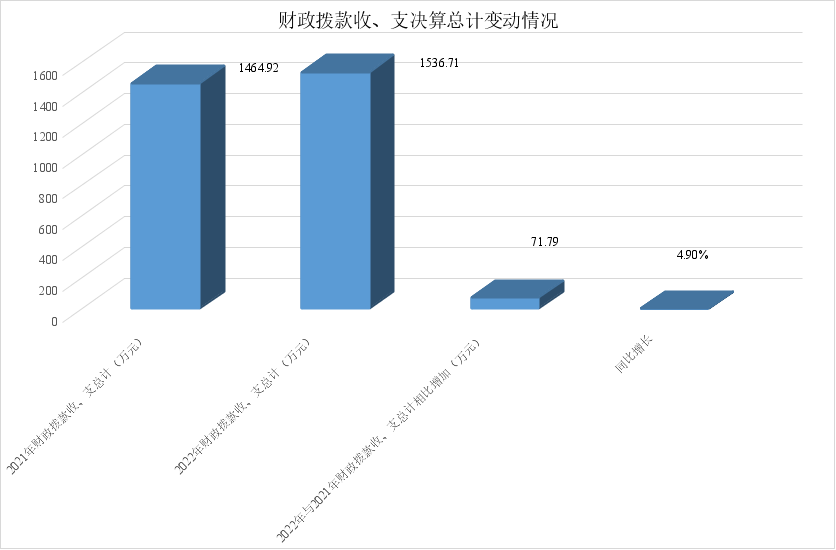 财政拨款收、支决算总计变动情况
1464.92
1536.71
71.79
4.90%
1600
1400
1200
1000
800
600
400
200
0
2021年财政拨款收、支总计（万元）
2022年财政拨款收、支总计（万元）
2022年与2021年财政拨款收、支总计相比增加（万元）
同比增长